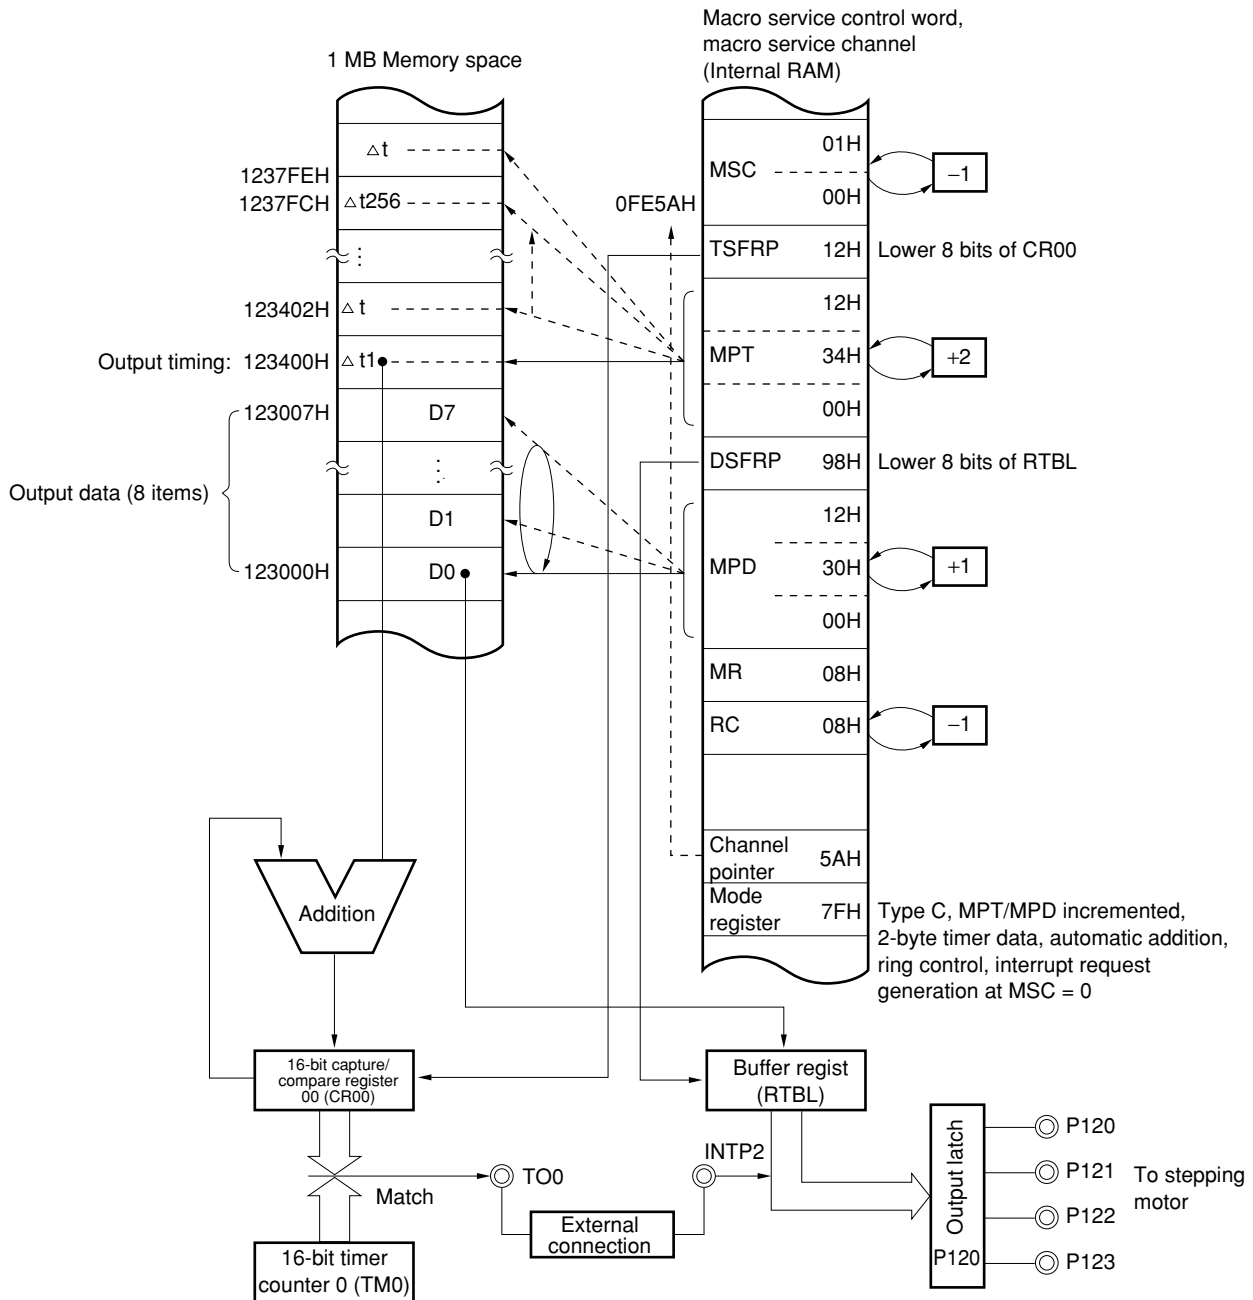 Macro service control word,
macro service channel
(Internal RAM)
1 MB Memory space
△t
1237FEH
1237FCH
△t256
⋮
123402H
△ t
Output timing: 123400H
△ t1
123007H
D7
⋮
Output data (8 items)
D1
123000H
D0
MSC
01H
00H
−1
0FE5AH
TSFRP 12H
Lower 8 bits of CR00
MPT
12H
34H
00H
+2
DSFRP 98H
Lower 8 bits of RTBL
MPD
12H
30H
00H
+1
MR 08H
RC 08H
−1
Channel
pointer
5AH
Mode
register
7FH
Type C, MPT/MPD incremented,
2-byte timer data, automatic addition,
ring control, interrupt request
generation at MSC = 0
Addition
16-bit capture/
compare register
00 (CR00)
Buffer regist
(RTBL)
Match
TO0
INTP2
External
connection
16-bit timer
counter 0 (TM0)
Output latch
P120
P120
P121
P122
P123
To stepping
motor